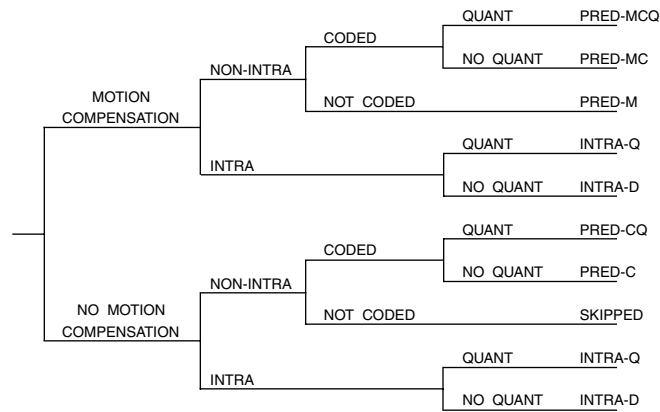 QUANT PRED-MCQ
CODED
NO QUANT PRED-MC
NON-INTRA
MOTION
COMPENSATION
NOT CODED PRED-M
QUANT INTRA-Q
INTRA
NO QUANT INTRA-D
QUANT PRED-CQ
CODED
NO QUANT PRED-C
NON-INTRA
NO MOTION
COMPENSATION
NOT CODED SKIPPED
QUANT INTRA-Q
INTRA
NO QUANT INTRA-D